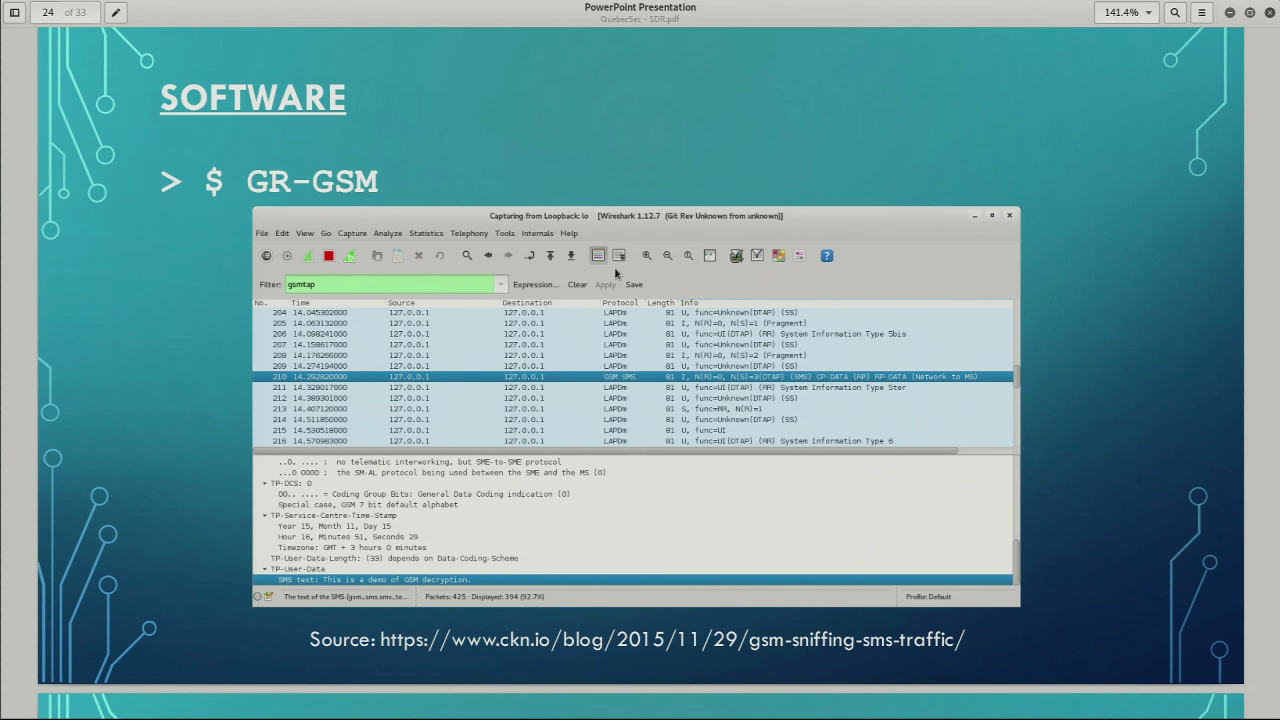 24 of 33
PowerPoint Presentation
QuebecSec - SDR.pdf
141.4%
SOFTWARE
> $ GR-GSM
Capturing from Loopback: lo [Wireshark 1.12.7 (Git Rev Unknown from unknown)]
File Edit View Go Capture Analyze Statistics Telephony Tools Internals Help
Filter: gsmtap Expression... Clear Apply Save
No. Time Source Destination Protocol Length Info
204 14.045302000 127.0.0.1 127.0.0.1 LAPDm 81 U, func=Unknown(DTAP) (SS)
205 14.063132000 127.0.0.1 127.0.0.1 LAPDm 81 I, N(R)=0, N(S)=1 (Fragment)
206 14.098241000 127.0.0.1 127.0.0.1 LAPDm 81 U, func=UI(DTAP) (RR) System Information Type 5bis
207 14.158617000 127.0.0.1 127.0.0.1 LAPDm 81 U, func=Unknown(DTAP) (SS)
208 14.176266000 127.0.0.1 127.0.0.1 LAPDm 81 I, N(R)=0, N(S)=2 (Fragment)
209 14.274194000 127.0.0.1 127.0.0.1 LAPDm 81 U, func=Unknown(DTAP) (SS)
210 14.292820000 127.0.0.1 127.0.0.1 GSM SMS 81 I, N(R)=0, N(S)=3(DTAP) (SMS) CP-DATA (RP) RP-DATA (Network to MS)
211 14.329017000 127.0.0.1 127.0.0.1 LAPDm 81 U, func=UI(DTAP) (RR) System Information Type 5ter
212 14.389301000 127.0.0.1 127.0.0.1 LAPDm 81 U, func=Unknown(DTAP) (SS)
213 14.407120000 127.0.0.1 127.0.0.1 LAPDm 81 S, func=RR, N(R)=1
214 14.511850000 127.0.0.1 127.0.0.1 LAPDm 81 U, func=Unknown(DTAP) (SS)
215 14.530518000 127.0.0.1 127.0.0.1 LAPDm 81 U, func=UI
216 14.570983000 127.0.0.1 127.0.0.1 LAPDm 81 U, func=UI(DTAP) (RR) System Information Type 6
..0. .... : no telematic interworking, but SME-to-SME protocol
...0 0000 : the SM-AL protocol being used between the SME and the MS (0)
TP-DCS: 0
00.. .... = Coding Group Bits: General Data Coding indication (0)
Special case, GSM 7 bit default alphabet
TP-Service-Centre-Time-Stamp
Year 15, Month 11, Day 15
Hour 16, Minutes 51, Seconds 29
Timezone: GMT + 3 hours 0 minutes
TP-User-Data-Length: (33) depends on Data-Coding-Scheme
TP-User-Data
SMS text: This is a demo of GSM decryption.
The text of the SMS (gsm_sms.sms_te... Packets: 425 · Displayed: 394 (92.7%) Profile: Default
Source: https://www.ckn.io/blog/2015/11/29/gsm-sniffing-sms-traffic/